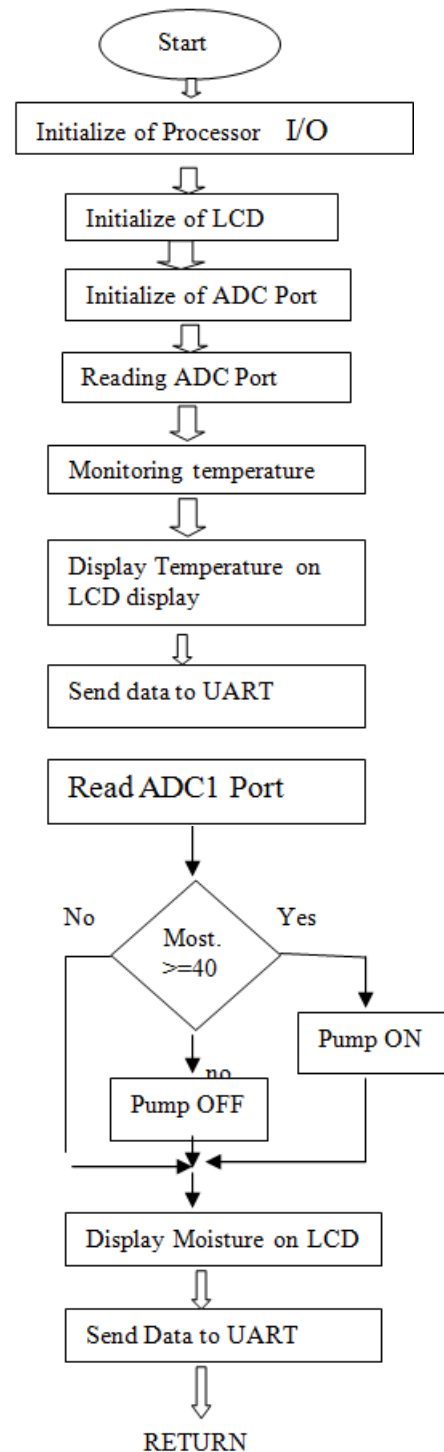 Start
Initialize of Processor I/O
Initialize of LCD
Initialize of ADC Port
Reading ADC Port
Monitoring temperature
Display Temperature on
LCD display
Send data to UART
Read ADC1 Port
No
Yes
Most.
>=40
Pump ON
no
Pump OFF
Display Moisture on LCD
Send Data to UART
RETURN